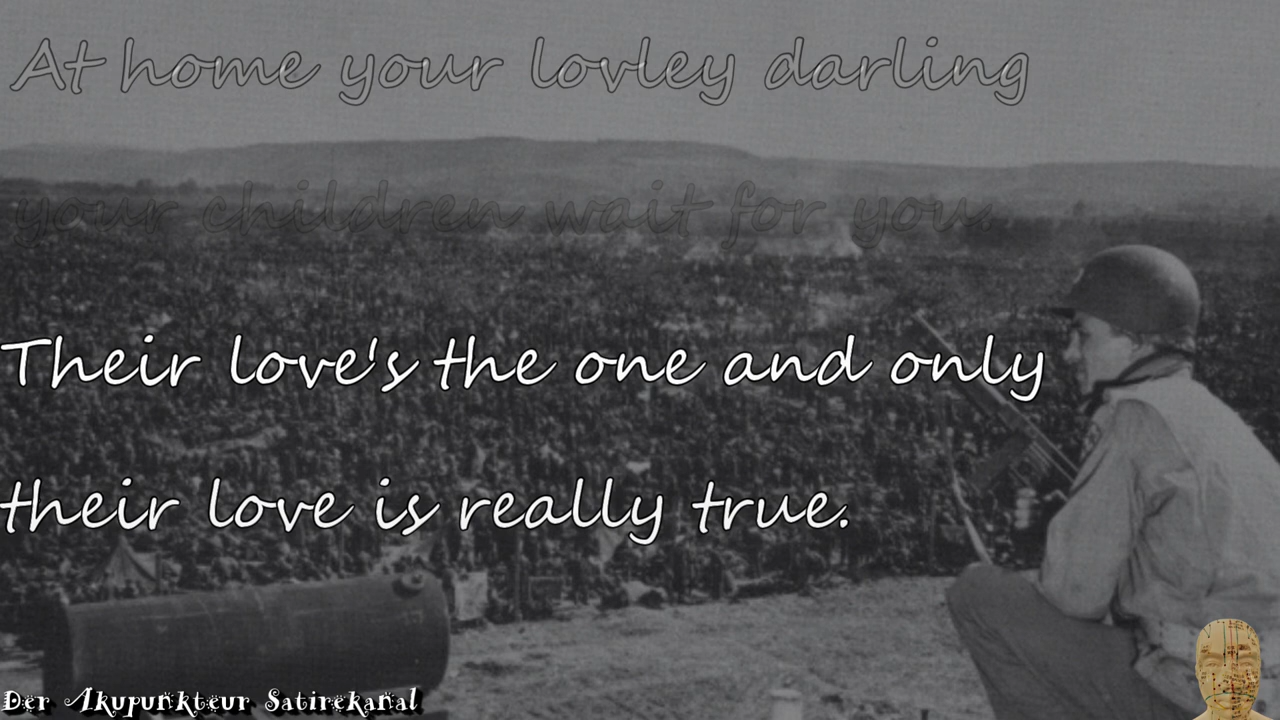 At home your lovley darling
your children wait for you.
Their love's the one and only
their love is really true.
Der Akupunkteur Satirekanal